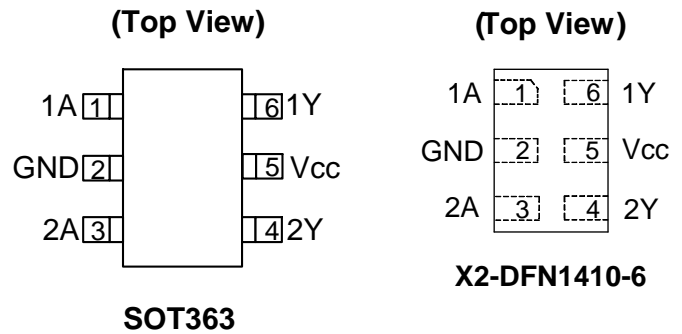 (Top View)
1A 1 6 1Y
GND 2 5 Vcc
2A 3 4 2Y
SOT363
(Top View)
1A 1 6 1Y
GND 2 5 Vcc
2A 3 4 2Y
X2-DFN1410-6